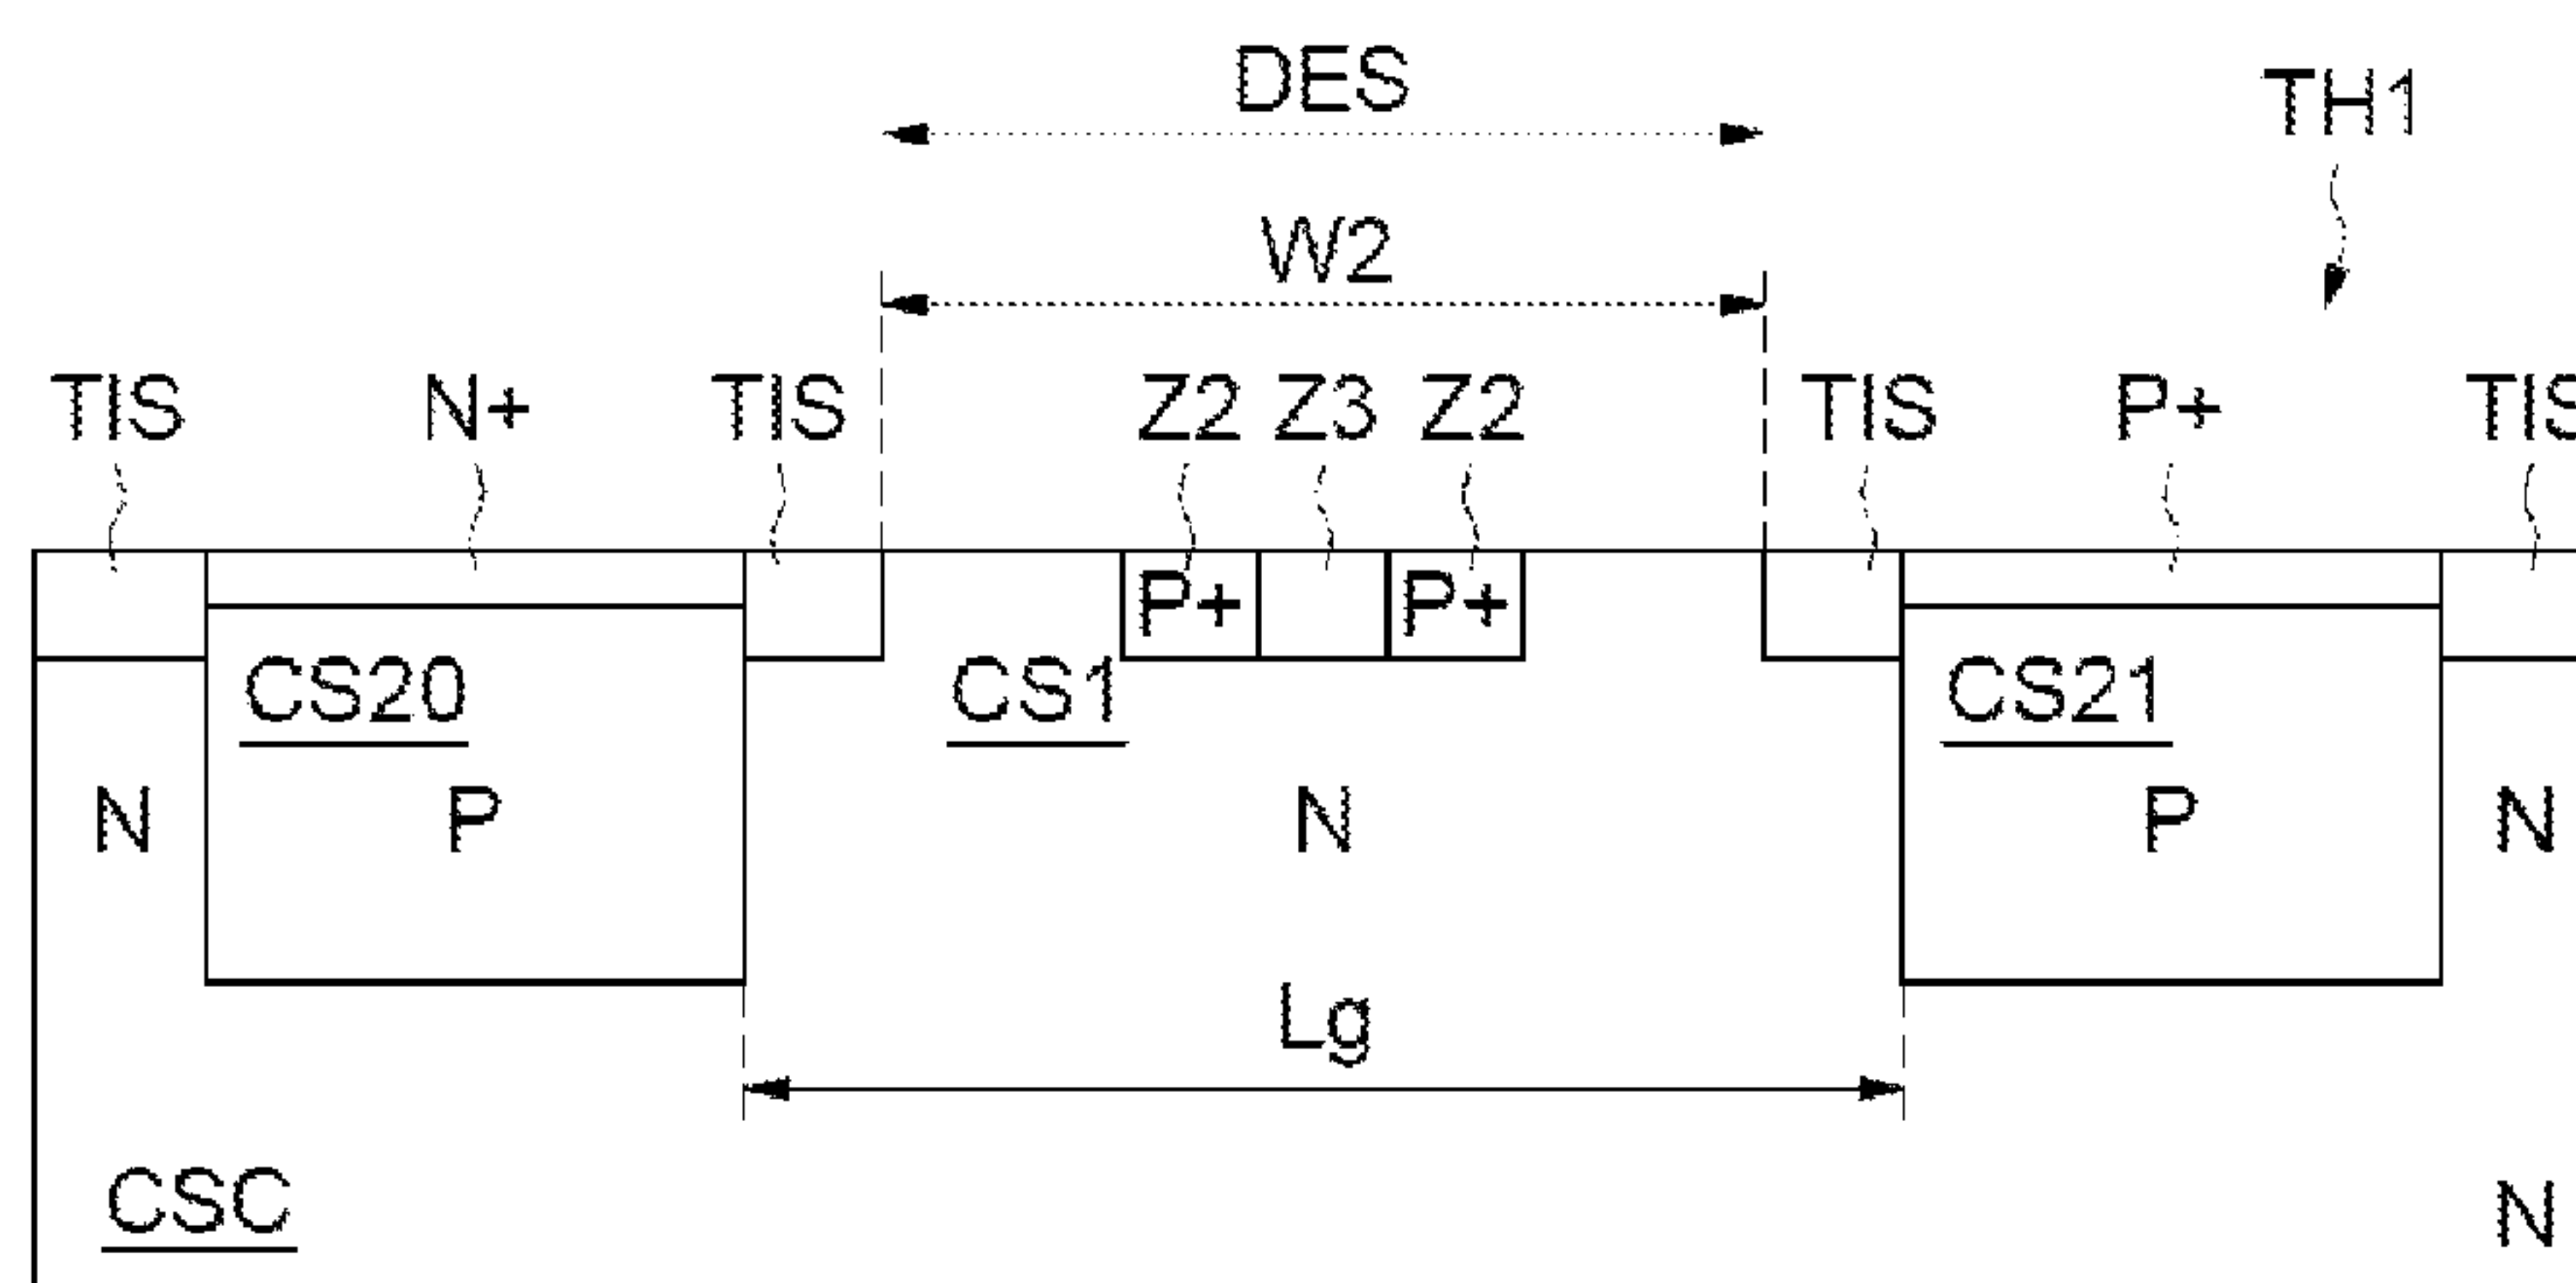 DES
TH1
W2
TIS N+ TIS Z2 Z3 Z2 TIS P+ TIS
P+ P+
CS20 CS1 CS21
N P N P N
Lg
CSC N